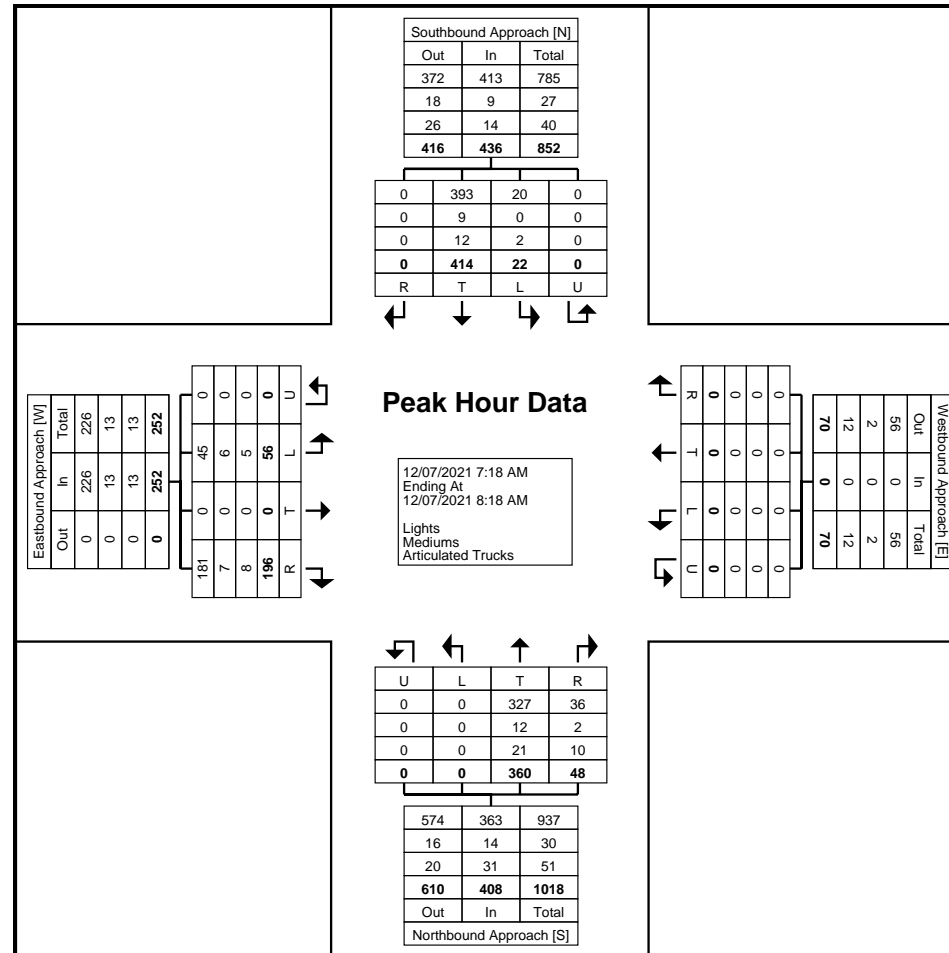 Southbound Approach [N]
Out In Total
372 413 785
18 9 27
26 14 40
416 436 852
0 393 20 0
0 9 0 0
0 12 2 0
0 414 22 0
R T L U
Peak Hour Data
12/07/2021 7:18 AM
Ending At
12/07/2021 8:18 AM
Lights
Mediums
Articulated Trucks
Eastbound Approach [W]
Out In Total
0 226 226
0 13 13
0 13 13
0 252 252
181 0 45 0
7 0 6 0
8 0 5 0
196 0 56 0
R T L U
Westbound Approach [E]
Out In Total
56 0 56
2 0 2
12 0 12
70 0 70
0 0 0 0
0 0 0 0
0 0 0 0
0 0 0 0
R T L U
U L T R
0 0 327 36
0 0 12 2
0 0 21 10
0 0 360 48
574 363 937
16 14 30
20 31 51
610 408 1018
Out In Total
Northbound Approach [S]